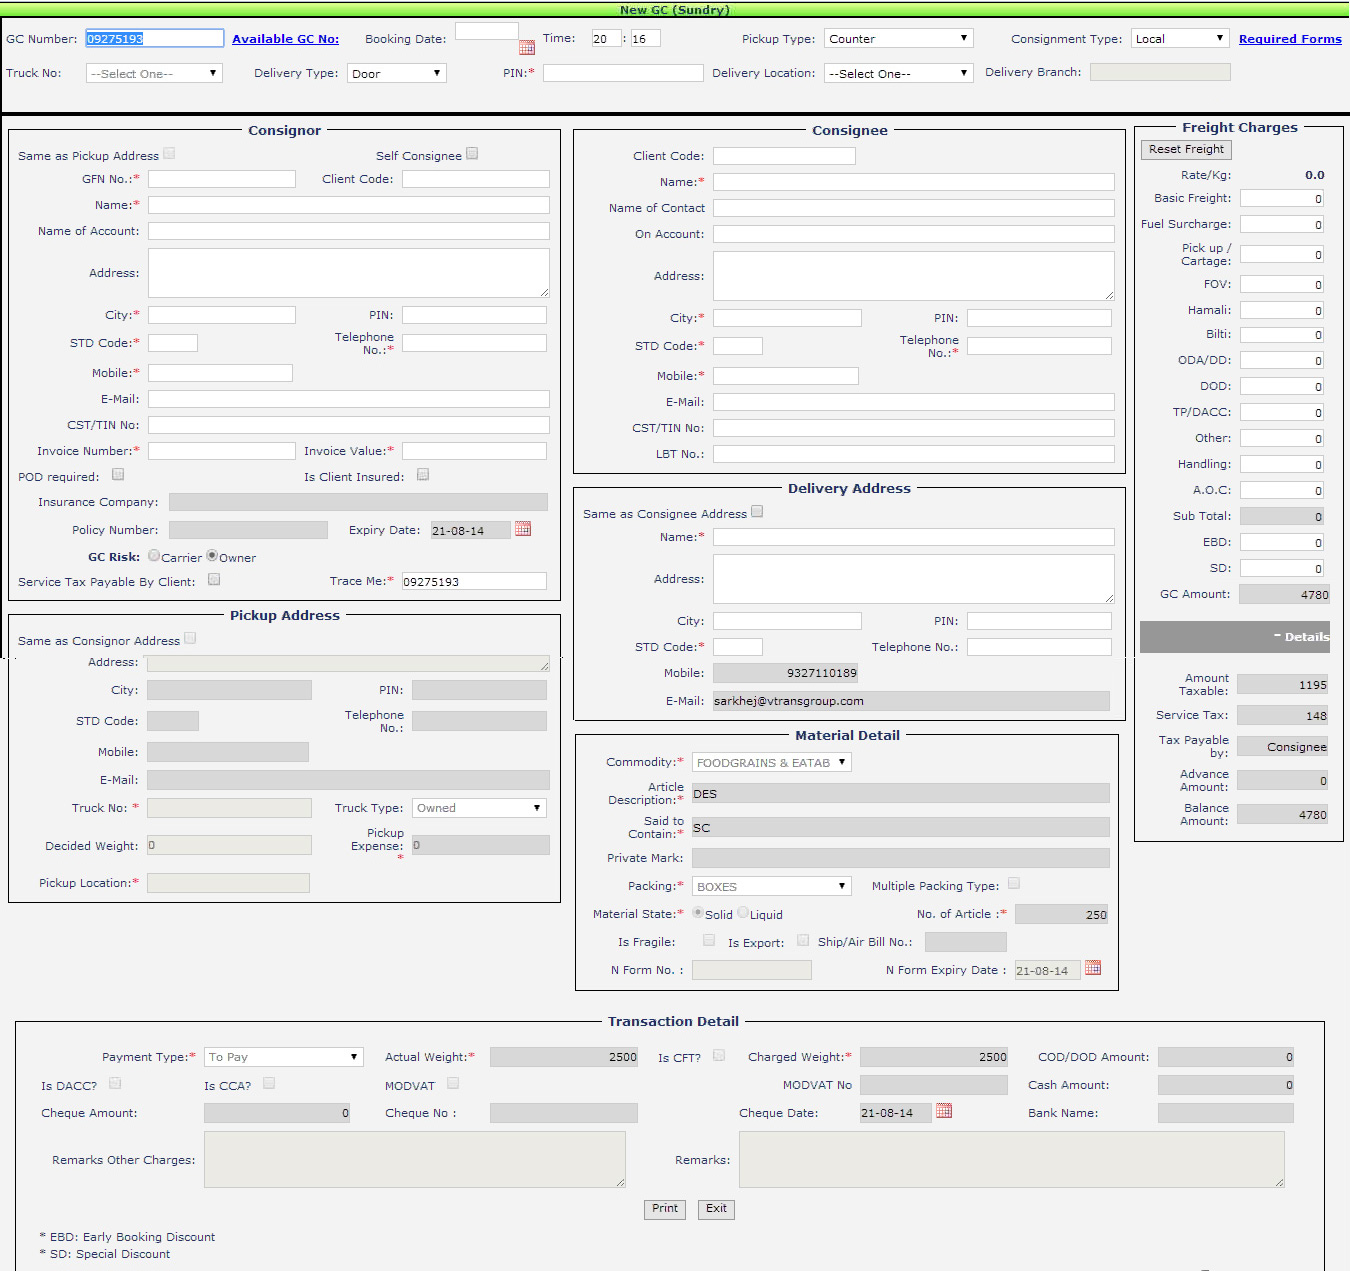 New GC (Sundry)
GC Number: 09275193 Available GC No: Booking Date: Time: 20 : 16 Pickup Type: Counter Consignment Type: Local Required Forms
Truck No: --Select One-- Delivery Type: Door PIN:* Delivery Location: --Select One-- Delivery Branch:
Consignor
Same as Pickup Address Self Consignee
GFN No.:* Client Code:
Name:*
Name of Account:
Address:
City:* PIN:
STD Code:* Telephone No.:*
Mobile:*
E-Mail:
CST/TIN No:
Invoice Number:* Invoice Value:*
POD required: Is Client Insured:
Insurance Company:
Policy Number: Expiry Date: 21-08-14
GC Risk: Carrier Owner
Service Tax Payable By Client: Trace Me:* 09275193
Pickup Address
Same as Consignor Address
Address:
City: PIN:
STD Code: Telephone No.:
Mobile:
E-Mail:
Truck No: * Truck Type: Owned
Decided Weight: 0 Pickup Expense: * 0
Pickup Location:*
Consignee
Client Code:
Name:*
Name of Contact
On Account:
Address:
City:* PIN:
STD Code:* Telephone No.:*
Mobile:*
E-Mail:
CST/TIN No:
LBT No.:
Delivery Address
Same as Consignee Address
Name:*
Address:
City: PIN:
STD Code:* Telephone No.:
Mobile: 9327110189
E-Mail: sarkhej@vtransgroup.com
Material Detail
Commodity:* FOODGRAINS & EATAB
Article Description:* DES
Said to Contain:* SC
Private Mark:
Packing:* BOXES Multiple Packing Type:
Material State:* Solid Liquid No. of Article :* 250
Is Fragile: Is Export: Ship/Air Bill No.:
N Form No. : N Form Expiry Date : 21-08-14
Freight Charges
Reset Freight
Rate/Kg: 0.0
Basic Freight: 0
Fuel Surcharge: 0
Pick up / Cartage: 0
FOV: 0
Hamali: 0
Bilti: 0
ODA/DD: 0
DOD: 0
TP/DACC: 0
Other: 0
Handling: 0
A.O.C: 0
Sub Total: 0
EBD: 0
SD: 0
GC Amount: 4780
- Details
Amount Taxable: 1195
Service Tax: 148
Tax Payable by: Consignee
Advance Amount: 0
Balance Amount: 4780
Transaction Detail
Payment Type:* To Pay Actual Weight:* 2500 Is CFT? Charged Weight:* 2500 COD/DOD Amount: 0
Is DACC? Is CCA? MODVAT MODVAT No Cash Amount: 0
Cheque Amount: 0 Cheque No : Cheque Date: 21-08-14 Bank Name:
Remarks Other Charges: Remarks:
Print Exit
* EBD: Early Booking Discount
* SD: Special Discount